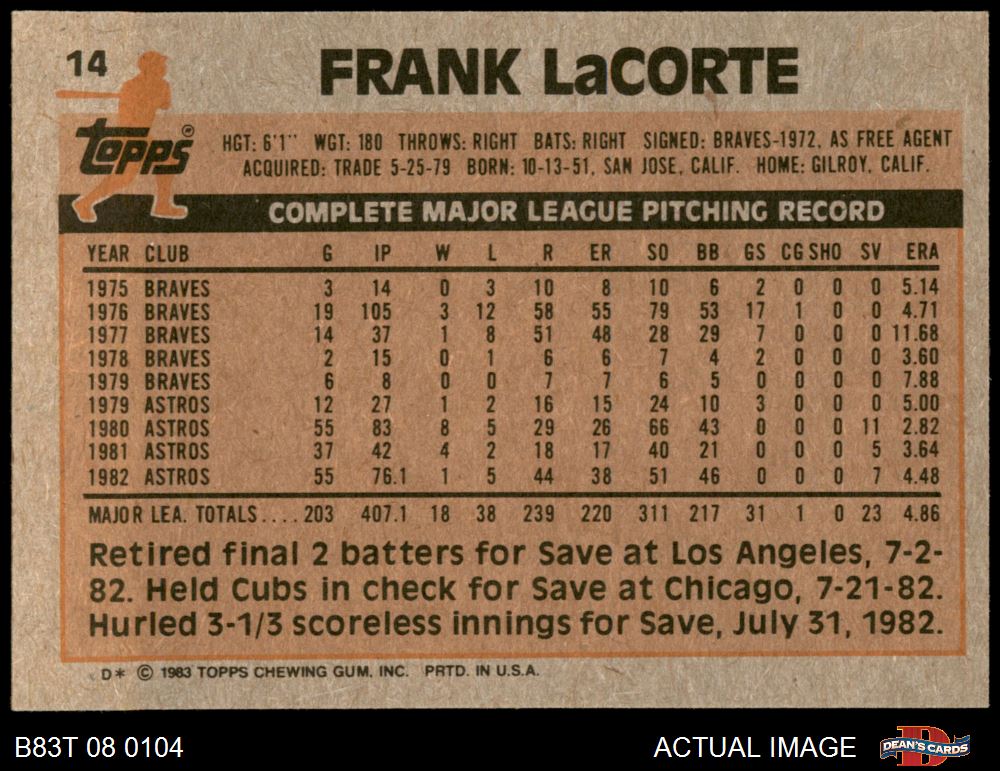 14
FRANK LaCORTE
Topps®
HGT: 6'1'' WGT: 180 THROWS: RIGHT BATS: RIGHT SIGNED: BRAVES-1972, AS FREE AGENT
ACQUIRED: TRADE 5-25-79 BORN: 10-13-51, SAN JOSE, CALIF. HOME: GILROY, CALIF.
COMPLETE MAJOR LEAGUE PITCHING RECORD
YEAR CLUB G IP W L R ER SO BB GS CG SHO SV ERA
1975 BRAVES 3 14 0 3 10 8 10 6 2 0 0 0 5.14
1976 BRAVES 19 105 3 12 58 55 79 53 17 1 0 0 4.71
1977 BRAVES 14 37 1 8 51 48 28 29 7 0 0 0 11.68
1978 BRAVES 2 15 0 1 6 6 7 4 2 0 0 0 3.60
1979 BRAVES 6 8 0 0 7 7 6 5 0 0 0 0 7.88
1979 ASTROS 12 27 1 2 16 15 24 10 3 0 0 0 5.00
1980 ASTROS 55 83 8 5 29 26 66 43 0 0 0 11 2.82
1981 ASTROS 37 42 4 2 18 17 40 21 0 0 0 5 3.64
1982 ASTROS 55 76.1 1 5 44 38 51 46 0 0 0 7 4.48
MAJOR LEA. TOTALS.... 203 407.1 18 38 239 220 311 217 31 1 0 23 4.86
Retired final 2 batters for Save at Los Angeles, 7-2-
82. Held Cubs in check for Save at Chicago, 7-21-82.
Hurled 3-1/3 scoreless innings for Save, July 31, 1982.
D* © 1983 TOPPS CHEWING GUM, INC. PRTD. IN U.S.A.
B83T 08 0104 ACTUAL IMAGE DEAN'S CARDS